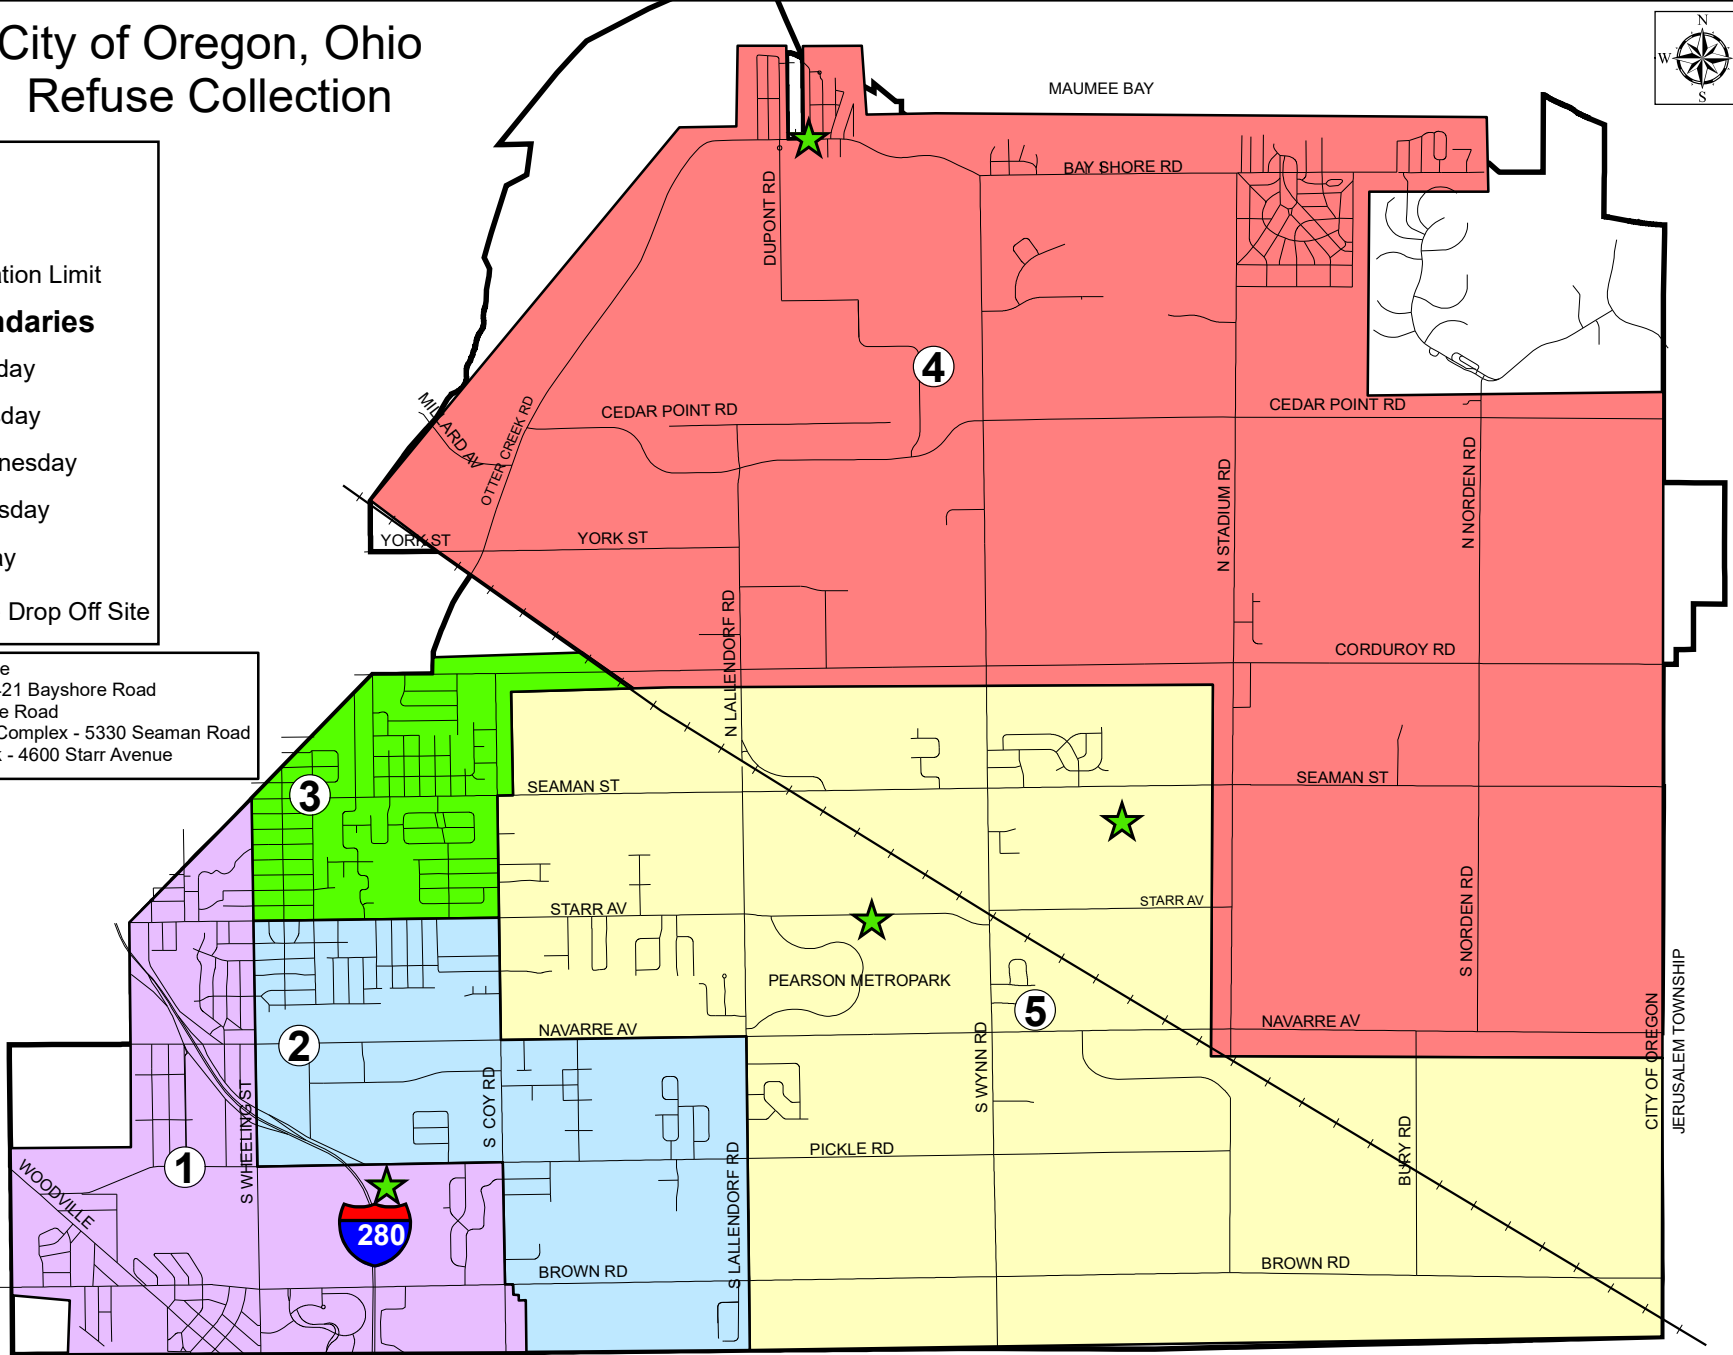 City of Oregon, Ohio
Refuse Collection
N
W
S
MAUMEE BAY
BAY SHORE RD
DUPONT RD
tion Limit
ndaries
day
sday
nesday
sday
ay
Drop Off Site
e
21 Bayshore Road
e Road
Complex - 5330 Seaman Road
k - 4600 Starr Avenue
4
MILLARD AV
OTTER CREEK RD
CEDAR POINT RD
CEDAR POINT RD
N STADIUM RD
N NORDEN RD
YORK ST
YORK ST
N LALLENDORF RD
CORDUROY RD
3
SEAMAN ST
SEAMAN ST
STARR AV
STARR AV
S NORDEN RD
PEARSON METROPARK
5
2
NAVARRE AV
NAVARRE AV
S WYNN RD
CITY OF OREGON
JERUSALEM TOWNSHIP
S WHEELING ST
S COY RD
1
WOODVILLE
PICKLE RD
BURY RD
S LALLENDORF RD
280
BROWN RD
BROWN RD